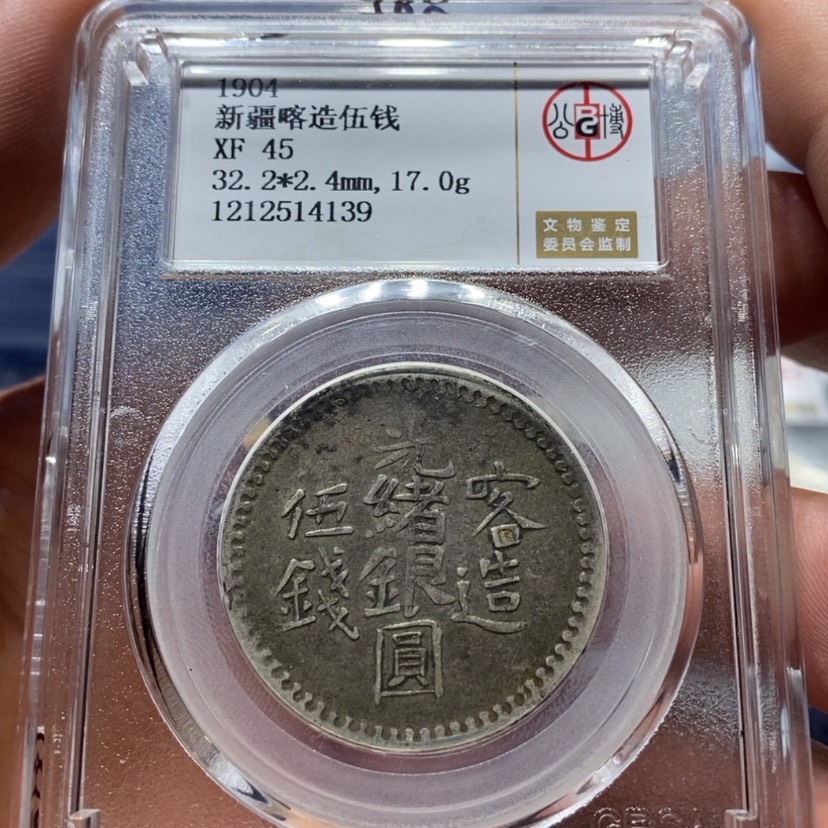 1904
新疆喀造伍钱
XF 45
32.2*2.4mm,17.0g
1212514139
公 BG 博
文物鉴定
委员会监制
光緒銀圓
喀造
伍錢